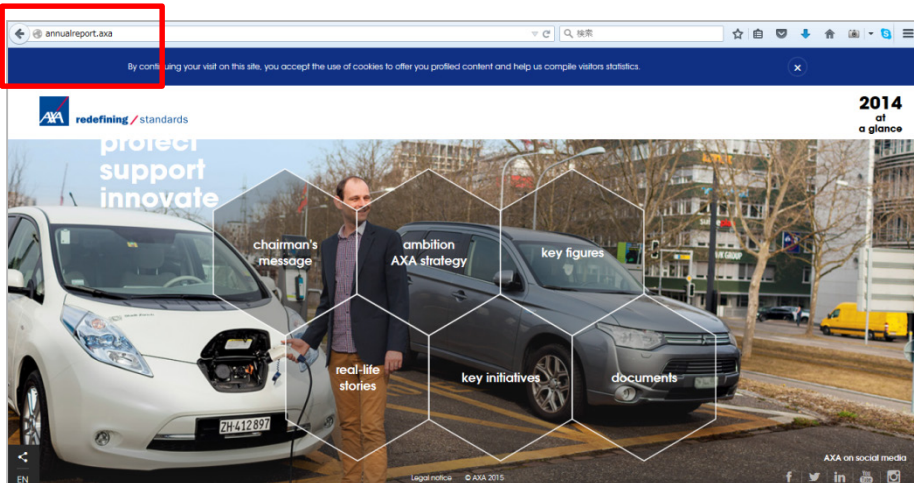 annualreport.axa
検索
By continuing your visit on this site, you accept the use of cookies to offer you profiled content and help us compile visitors statistics.
AXA
redefining / standards
2014
at
a glance
protect
support
innovate
chairman's
message
ambition
AXA strategy
key figures
real-life
stories
key initiatives
documents
ZH·412897
AXA on social media
EN
Legal notice © AXA 2015